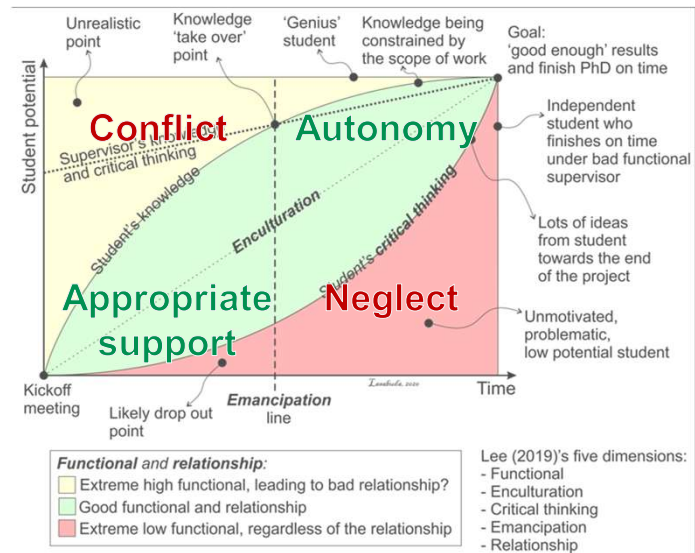 Unrealistic
point
Knowledge
'take over'
point
'Genius'
student
Knowledge being
constrained by
the scope of work
Goal:
'good enough' results
and finish PhD on time
Student potential
Conflict
Autonomy
Supervisor's knowledge
and critical thinking
Student's knowledge
Enculturation
Student's critical thinking
Independent
student who
finishes on time
under bad functional
supervisor
Lots of ideas
from student
towards the end
of the project
Appropriate
support
Neglect
Unmotivated,
problematic,
low potential student
Kickoff
meeting
Likely drop out
point
Emancipation
line
2020
Time
Functional and relationship:
Extreme high functional, leading to bad relationship?
Good functional and relationship
Extreme low functional, regardless of the relationship
Lee (2019)'s five dimensions:
- Functional
- Enculturation
- Critical thinking
- Emancipation
- Relationship